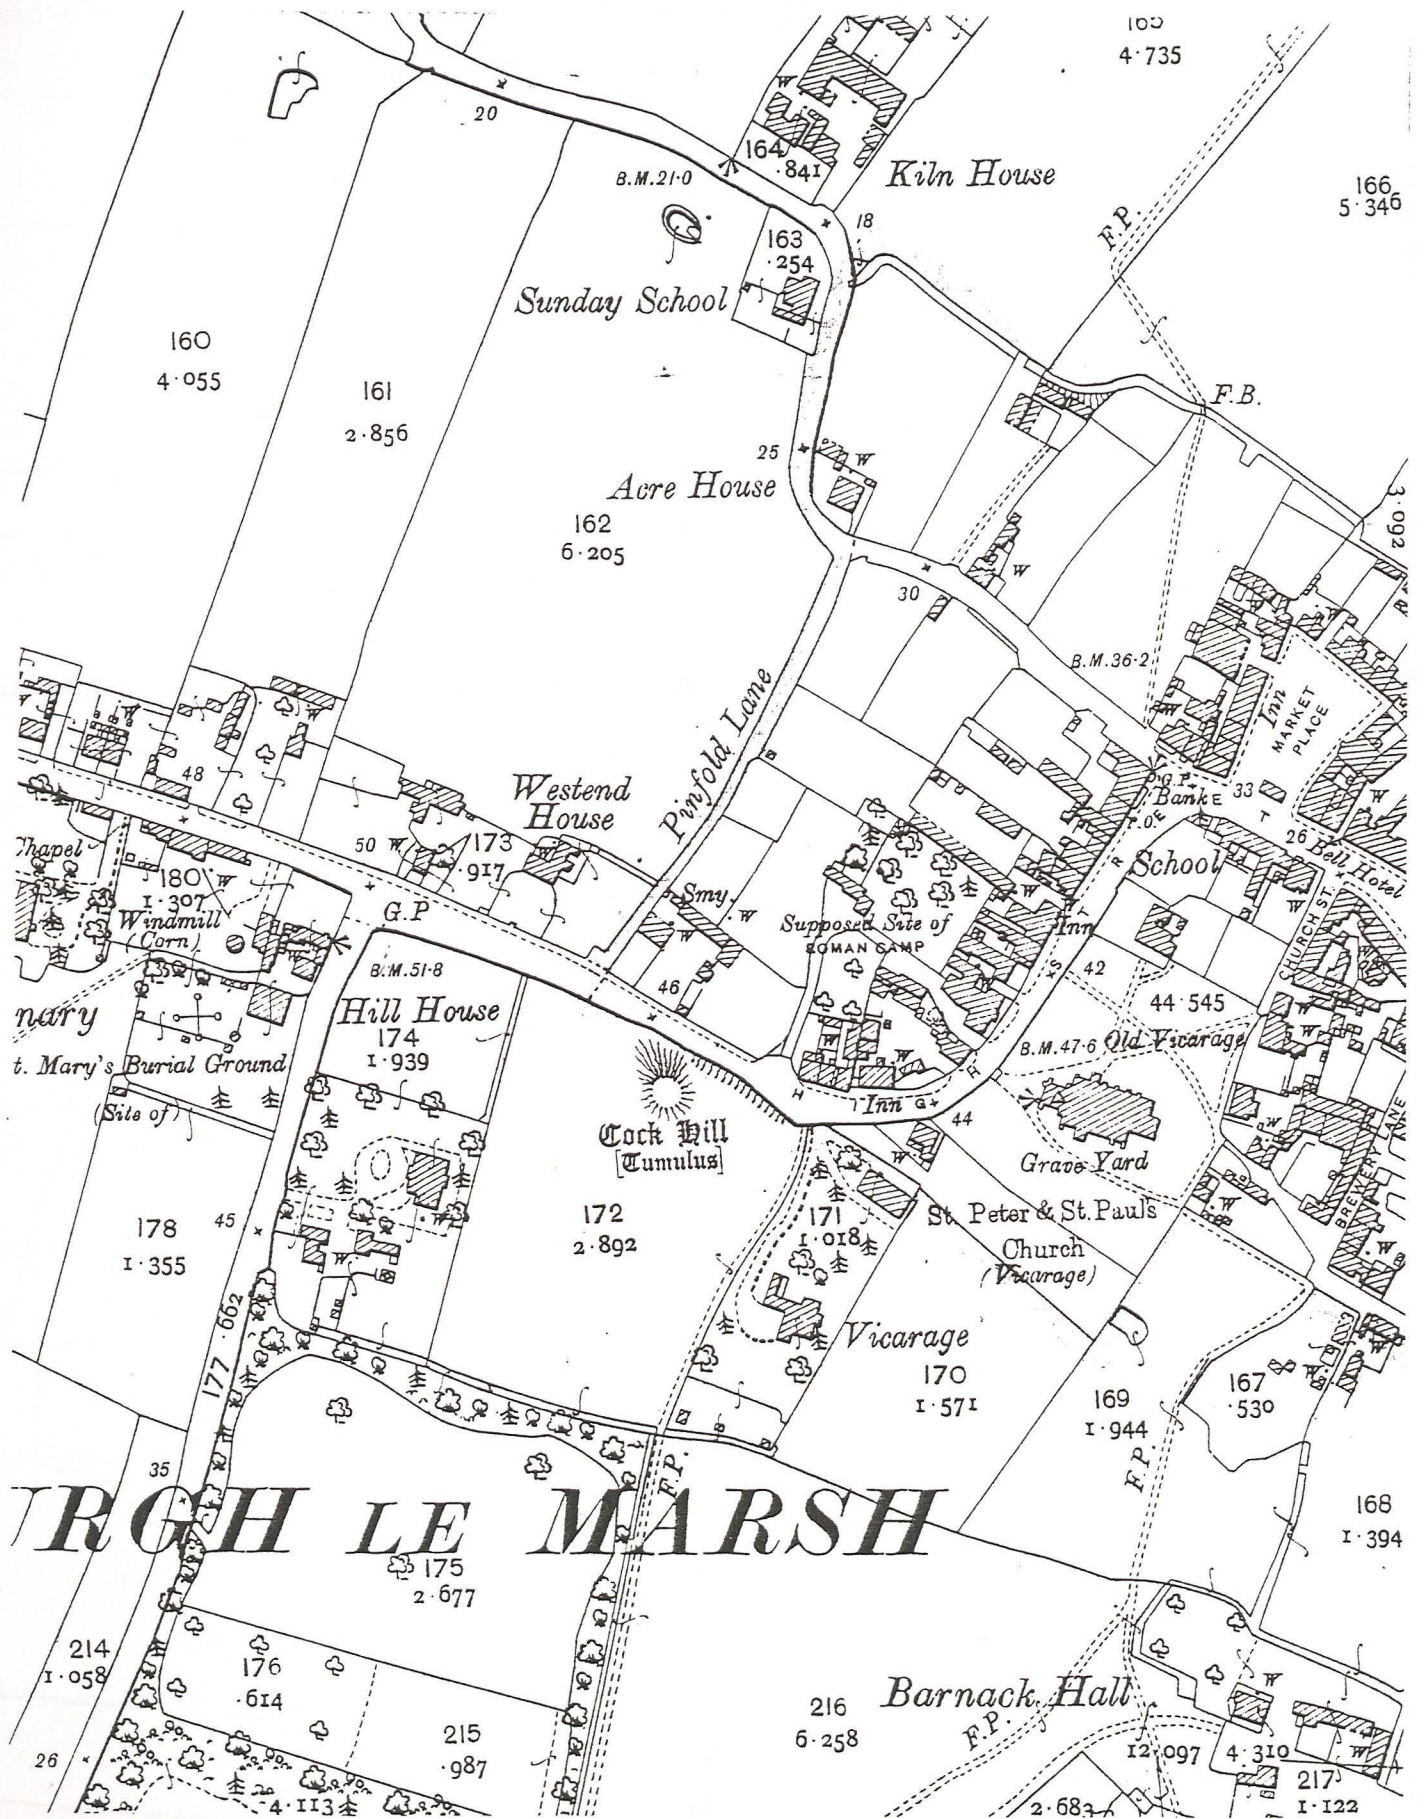 165
4·735
20
164
·841
Kiln House
B.M.21·0
W
166
5·346
F.P.
18
163
·254
Sunday School
160
4·055
161
2·856
F.B.
25
W
Acre House
162
6·205
3·092
30
W
B.M.36·2
Pinfold Lane
Inn
MARKET PLACE
W
W
48
W
Westend House
G.P.
Bank
33
T
E
E
R
T
S
50
W
173
·917
School
26
Bell Hotel
W
Chapel
180
1·307
W
Windmill
(Corn)
G.P
Smy.
W
W
Supposed Site of
ROMAN CAMP
W
Inn
CHURCH ST.
42
44·545
B.M.51·8
46
Hill House
174
1·939
nary
t. Mary's Burial Ground
(Site of)
B.M.47·6
Old Vicarage
W
H
I
G
H
Inn
44
W
Cock Hill
[Tumulus]
Grave Yard
BREWERY LANE
178
1·355
45
W
W
172
2·892
171
1·018
St. Peter & St. Paul's
Church
(Vicarage)
W
W
177
·662
Vicarage
170
1·571
169
1·944
167
·530
W
35
F.P.
F.P.
168
1·394
URGH LE MARSH
175
2·677
214
1·058
176
·614
215
·987
216
6·258
Barnack Hall
F.P.
W
26
4·113
12·097
4·310
W
217
1·122
2·683